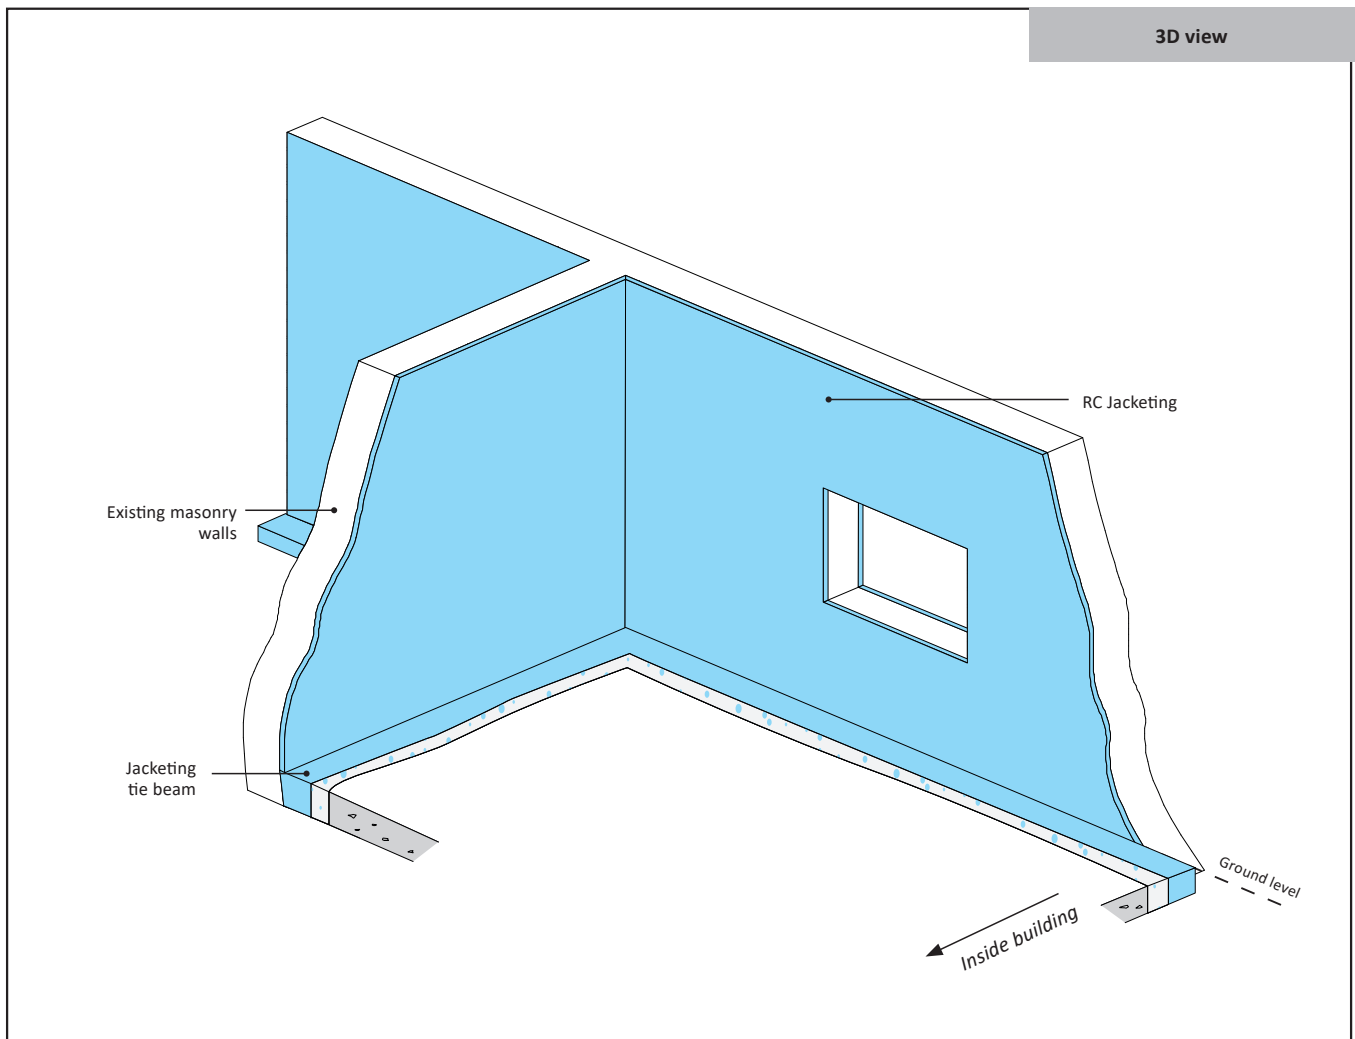 3D view
RC Jacketing
Existing masonry
walls
Jacketing
tie beam
Ground level
Inside building